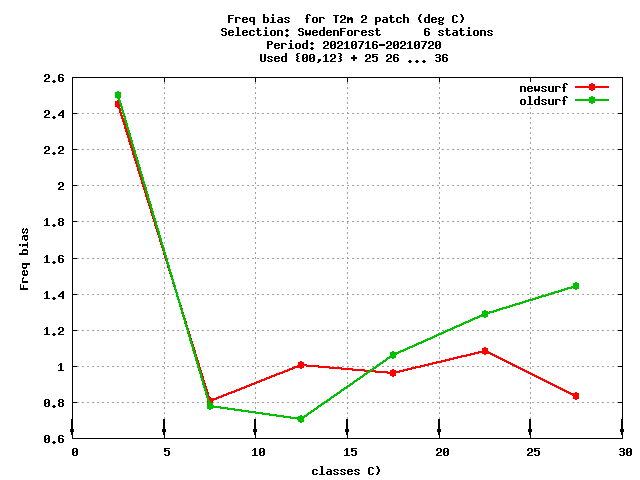 Freq bias  for T2m 2 patch (deg C)
Selection: SwedenForest      6 stations
Period: 20210716-20210720
Used {00,12} + 25 26 ... 36
newsurf
oldsurf
2.6
2.4
2.2
2
1.8
1.6
1.4
1.2
1
0.8
0.6
Freq bias
0 5 10 15 20 25 30
classes C)